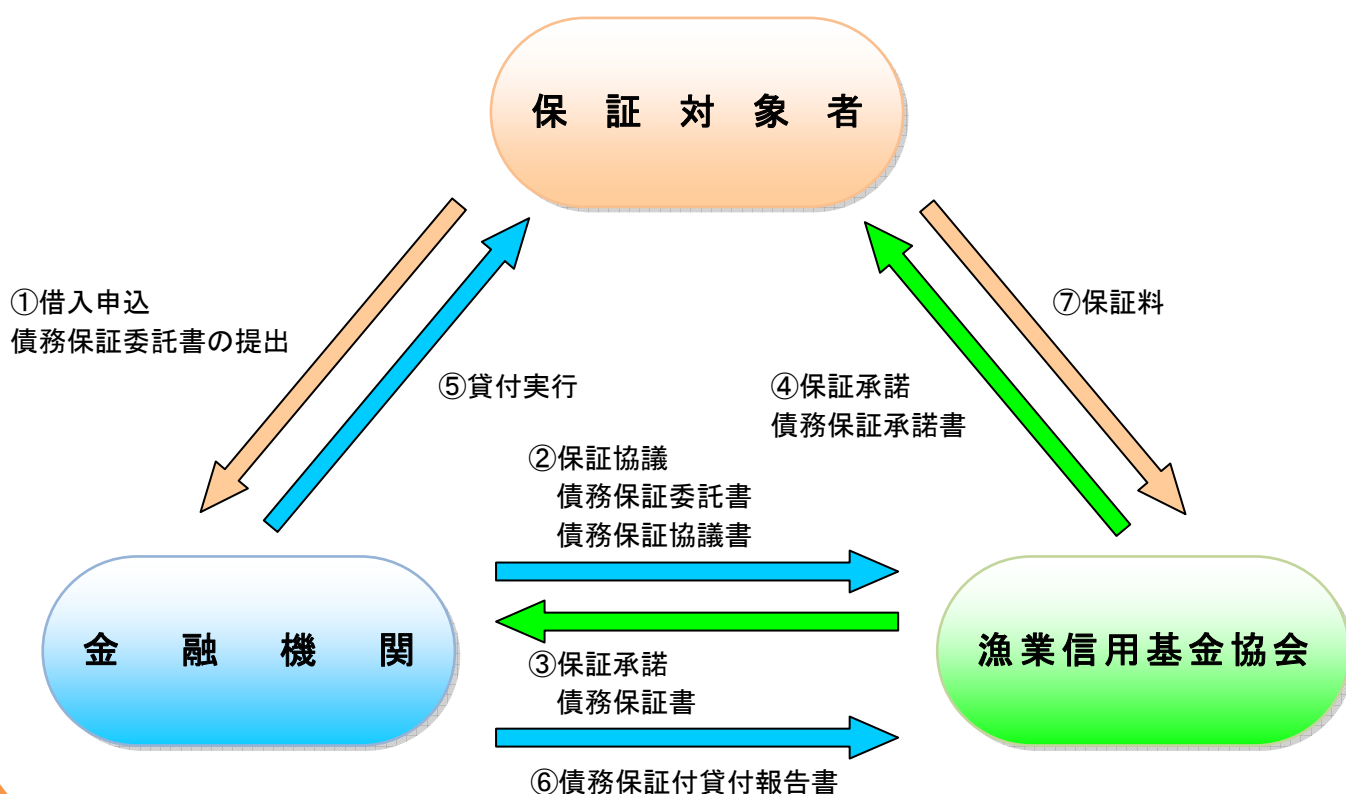 保証対象者
①借入申込
債務保証委託書の提出
⑦保証料
⑤貸付実行
④保証承諾
債務保証承諾書
②保証協議
債務保証委託書
債務保証協議書
金融機関
漁業信用基金協会
③保証承諾
債務保証書
⑥債務保証付貸付報告書